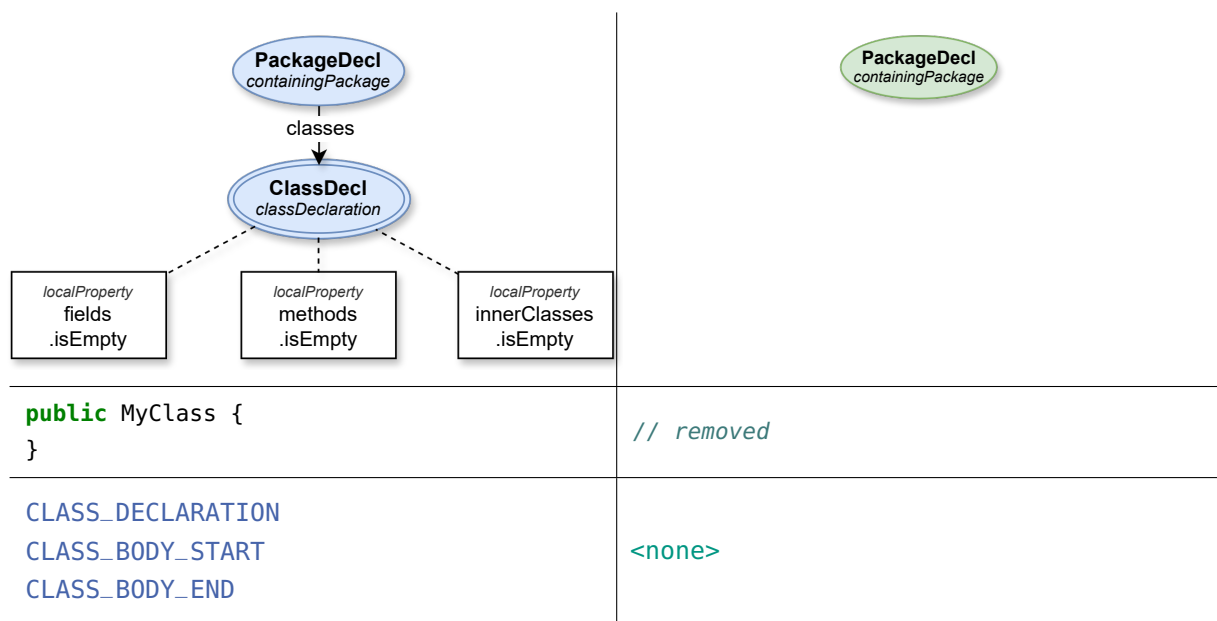 PackageDecl
containingPackage
PackageDecl
containingPackage
classes
ClassDecl
classDeclaration
localProperty
fields
.isEmpty
localProperty
methods
.isEmpty
localProperty
innerClasses
.isEmpty
public MyClass {
}
// removed
CLASS_DECLARATION
CLASS_BODY_START
CLASS_BODY_END
<none>